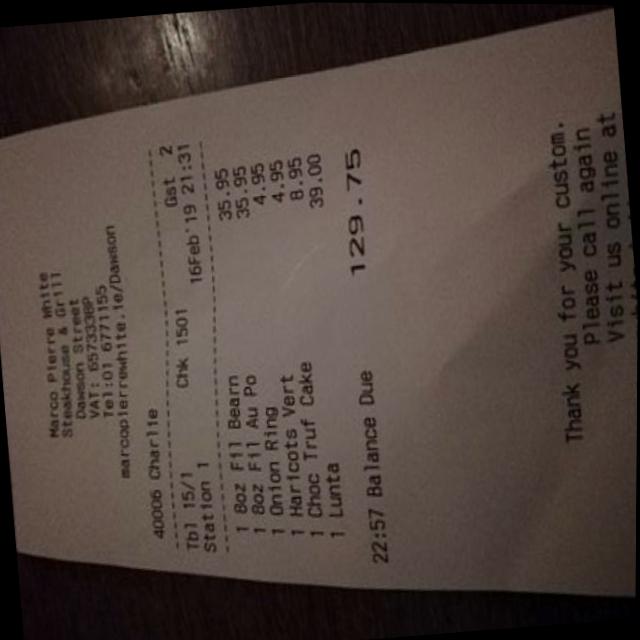 Marco Pierre White
Steakhouse & Grill
Dawson Street
VAT: 6573338P
Tel:01 6771155
marcopierrewhite.ie/Dawson
40006 Charlie
Tbl 15/1 Chk 1501 Gst 2
Station 1 16Feb'19 21:31
1 8oz Fil Bearn 35.95
1 8oz Fil Au Po 35.95
1 Onion Ring 4.95
1 Haricots Vert 4.95
1 Choc Truf Cake 8.95
1 Lunta 39.00
22:57 Balance Due 129.75
Thank you for your custom.
Please call again
Visit us online at